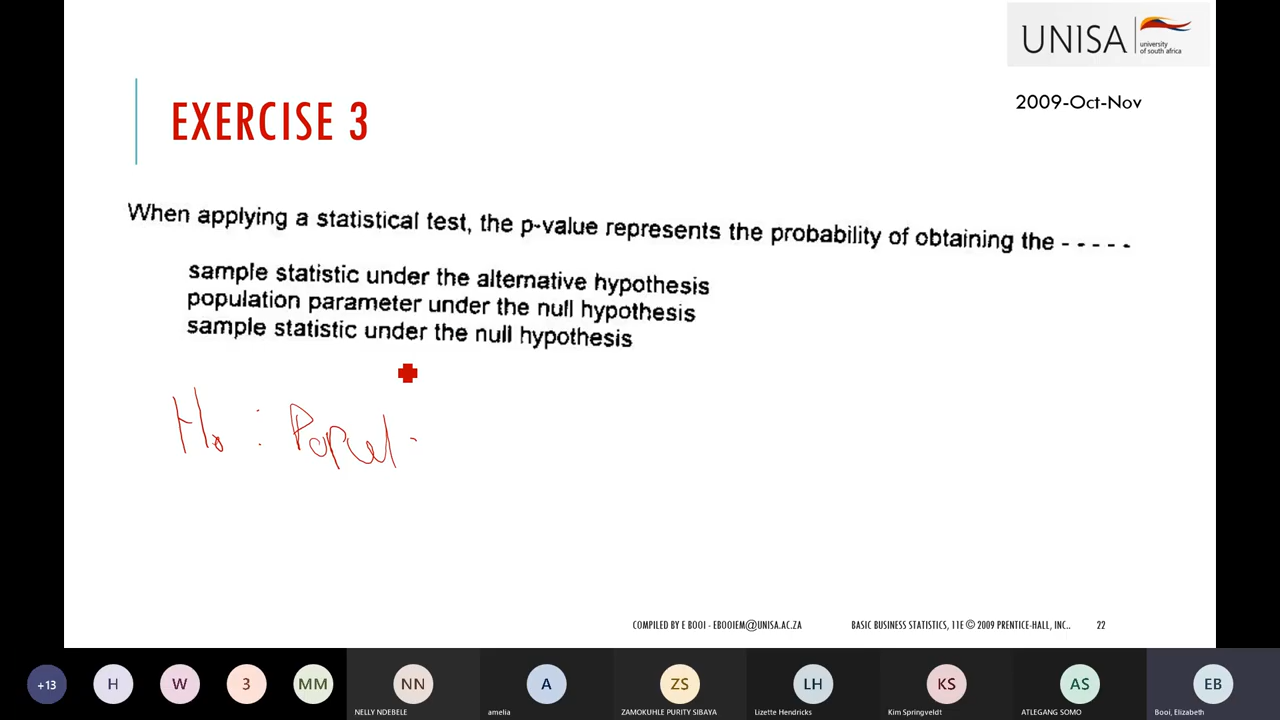 UNISA
university
of south africa
2009-Oct-Nov
EXERCISE 3
When applying a statistical test, the p-value represents the probability of obtaining the - - - - -
sample statistic under the alternative hypothesis
population parameter under the null hypothesis
sample statistic under the null hypothesis
Ho : Popul
COMPILED BY E BOOI - EBOOIEM@UNISA.AC.ZA
BASIC BUSINESS STATISTICS, 11E © 2009 PRENTICE-HALL, INC..
22
+13
H
W
3
MM
NN
NELLY NDEBELE
A
amelia
ZS
ZAMOKUHLE PURITY SIBAYA
LH
Lizette Hendricks
KS
Kim Springveldt
AS
ATLEGANG SOMO
EB
Booi, Elizabeth